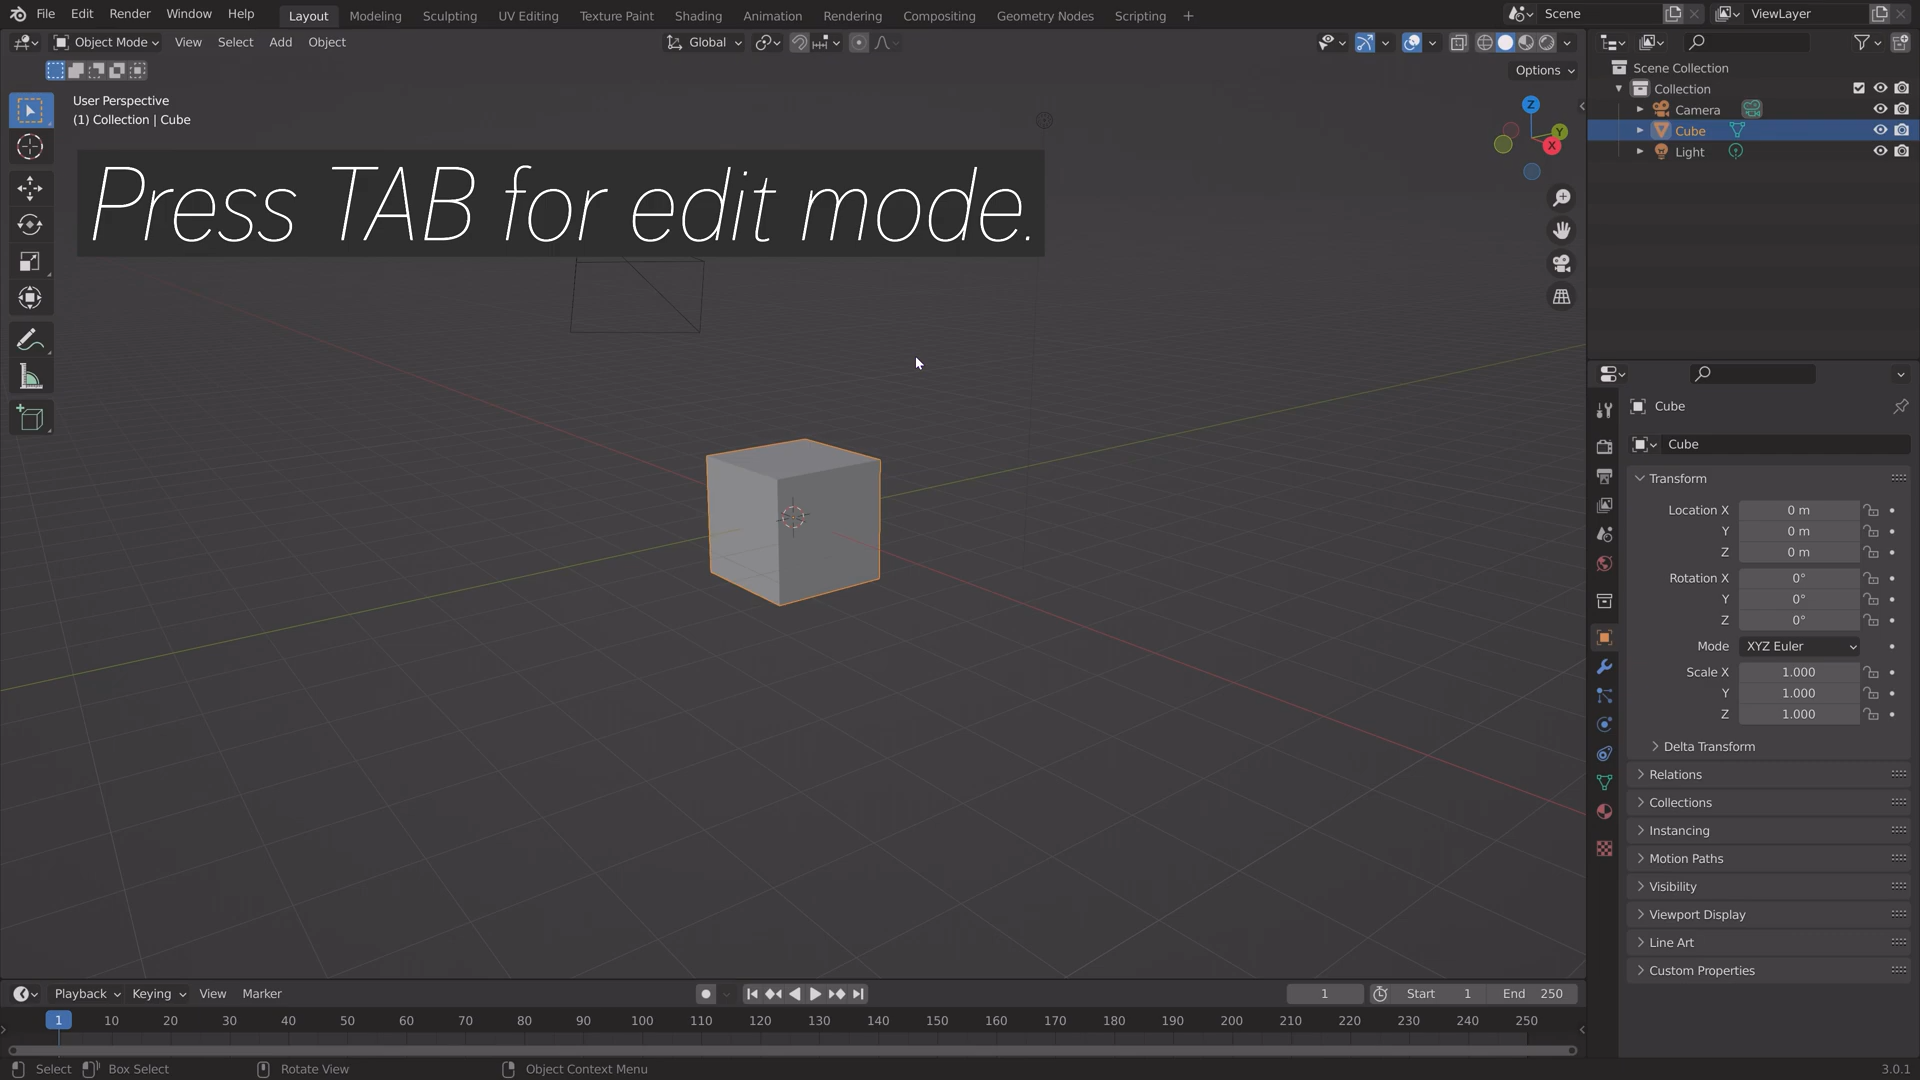 File Edit Render Window Help Layout Modeling Sculpting UV Editing Texture Paint Shading Animation Rendering Compositing Geometry Nodes Scripting + Scene ViewLayer
Object Mode View Select Add Object Global
Options
User Perspective
(1) Collection | Cube
Press TAB for edit mode.
Z
Y
X
Scene Collection
Collection
Camera
Cube
Light
Cube
Cube
Transform
Location X 0 m
Y 0 m
Z 0 m
Rotation X 0°
Y 0°
Z 0°
Mode XYZ Euler
Scale X 1.000
Y 1.000
Z 1.000
Delta Transform
Relations
Collections
Instancing
Motion Paths
Visibility
Viewport Display
Line Art
Custom Properties
Playback Keying View Marker 1 Start 1 End 250
1 10 20 30 40 50 60 70 80 90 100 110 120 130 140 150 160 170 180 190 200 210 220 230 240 250
Select Box Select Rotate View Object Context Menu 3.0.1